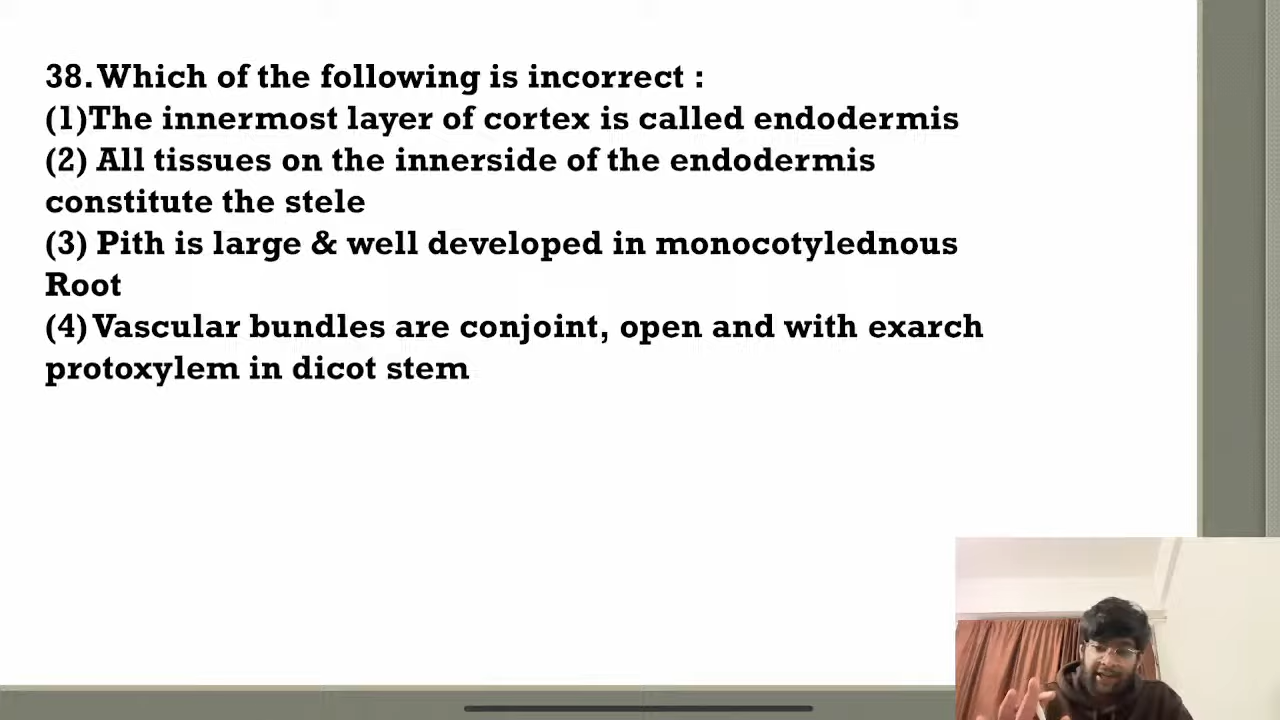 38. Which of the following is incorrect :
(1)The innermost layer of cortex is called endodermis
(2) All tissues on the innerside of the endodermis
constitute the stele
(3) Pith is large & well developed in monocotylednous
Root
(4) Vascular bundles are conjoint, open and with exarch
protoxylem in dicot stem